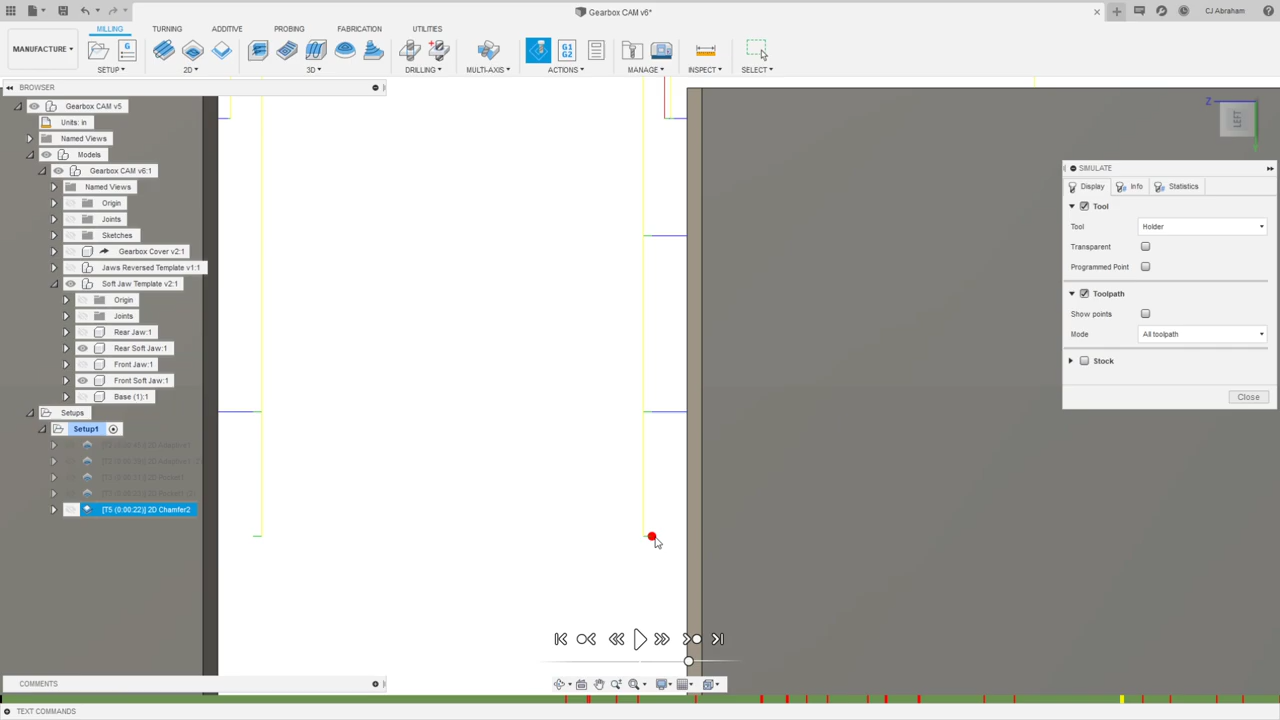 Gearbox CAM v6*
CJ Abraham
MILLING TURNING ADDITIVE PROBING FABRICATION UTILITIES
MANUFACTURE
G1
G2
SETUP 2D 3D DRILLING MULTI-AXIS ACTIONS MANAGE INSPECT SELECT
BROWSER
Gearbox CAM v5
Units: in
Named Views
Models
Gearbox CAM v6:1
Named Views
Origin
Joints
Sketches
Gearbox Cover v2:1
Jaws Reversed Template v1:1
Soft Jaw Template v2:1
Origin
Joints
Rear Jaw:1
Rear Soft Jaw:1
Front Jaw:1
Front Soft Jaw:1
Base (1):1
Setups
Setup1
[T5 (0:00:22)] 2D Chamfer2
Z
LEFT
SIMULATE
Display Info Statistics
Tool
Tool Holder
Transparent
Programmed Point
Toolpath
Show points
Mode All toolpath
Stock
Close
COMMENTS
TEXT COMMANDS